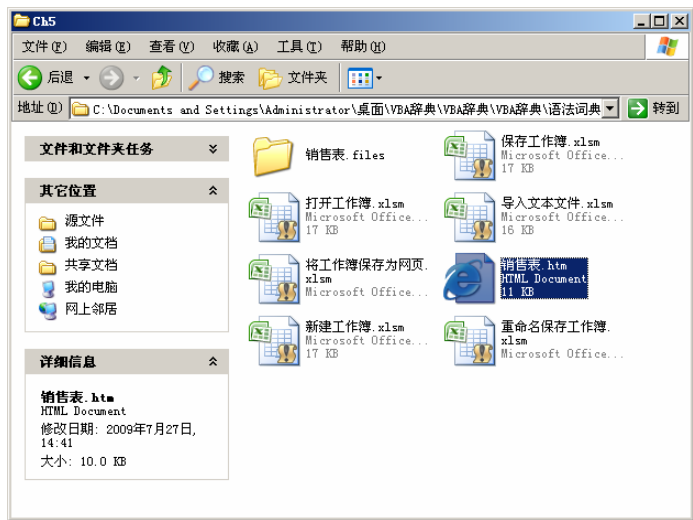 Ch5
文件(F) 编辑(E) 查看(V) 收藏(A) 工具(T) 帮助(H)
后退 搜索 文件夹
地址(D) C:\Documents and Settings\Administrator\桌面\VBA辞典\VBA辞典\VBA辞典\语法词典 转到
文件和文件夹任务
其它位置
源文件
我的文档
共享文档
我的电脑
网上邻居
详细信息
销售表.htm
HTML Document
修改日期: 2009年7月27日,
14:41
大小: 10.0 KB
销售表.files
保存工作簿.xlsm
Microsoft Office...
17 KB
打开工作簿.xlsm
Microsoft Office...
17 KB
导入文本文件.xlsm
Microsoft Office...
16 KB
将工作簿保存为网页.
xlsm
Microsoft Office...
销售表.htm
HTML Document
11 KB
新建工作簿.xlsm
Microsoft Office...
17 KB
重命名保存工作簿.
xlsm
Microsoft Office...